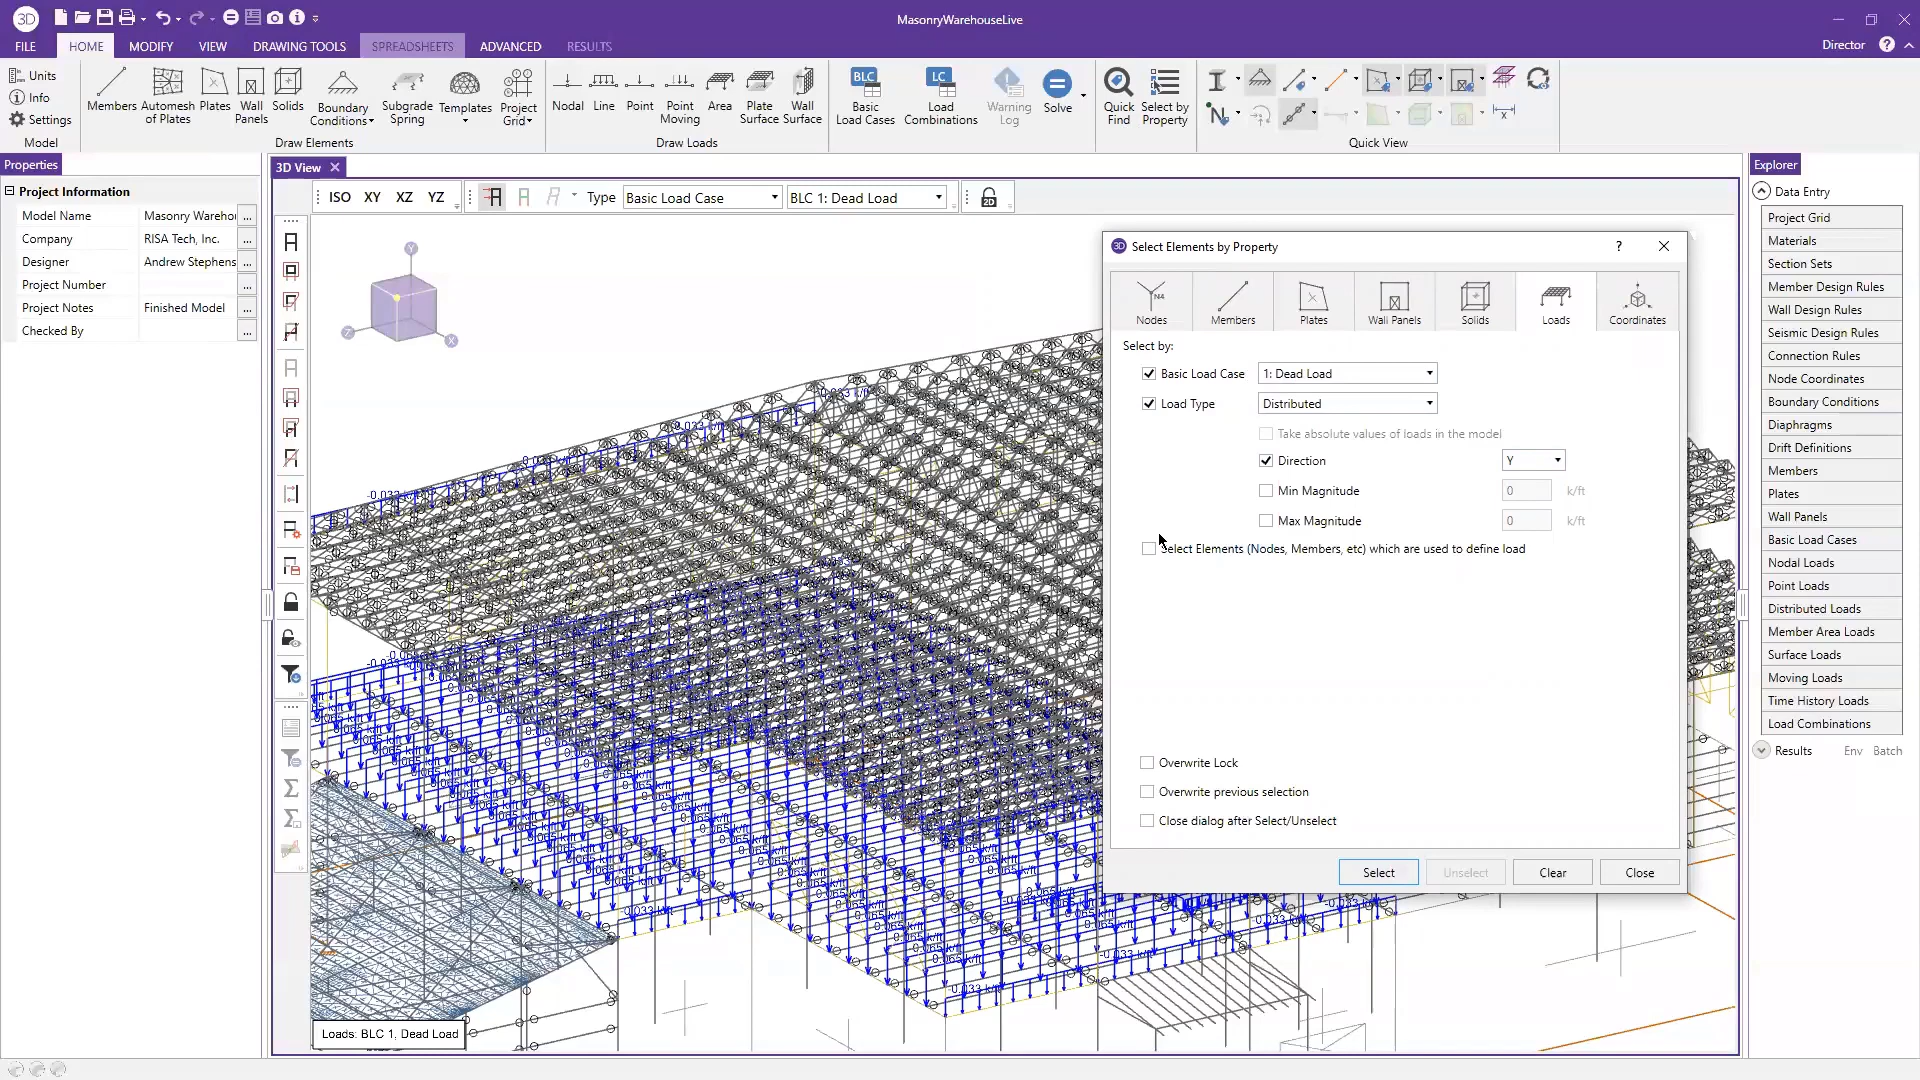 3D
MasonryWarehouseLive
FILE HOME MODIFY VIEW DRAWING TOOLS SPREADSHEETS ADVANCED RESULTS
Director
Units
Info
Settings
Model
Members
Automesh of Plates
Plates
Wall Panels
Solids
Boundary Conditions
Subgrade Spring
Templates
Project Grid
Draw Elements
Nodal
Line
Point
Point Moving
Area
Plate Surface
Wall Surface
Draw Loads
BLC
Basic Load Cases
LC
Load Combinations
Warning Log
Solve
Quick Find
Select by Property
Quick View
Properties
Project Information
Model Name Masonry Wareho ...
Company RISA Tech, Inc. ...
Designer Andrew Stephens ...
Project Number ...
Project Notes Finished Model ...
Checked By ...
3D View
ISO XY XZ YZ
Type Basic Load Case BLC 1: Dead Load
2D
Y
Z
X
Select Elements by Property
Nodes Members Plates Wall Panels Solids Loads Coordinates
Select by:
Basic Load Case 1: Dead Load
Load Type Distributed
Take absolute values of loads in the model
Direction Y
Min Magnitude 0 k/ft
Max Magnitude 0 k/ft
Select Elements (Nodes, Members, etc) which are used to define load
Overwrite Lock
Overwrite previous selection
Close dialog after Select/Unselect
Select Unselect Clear Close
Explorer
Data Entry
Project Grid
Materials
Section Sets
Member Design Rules
Wall Design Rules
Seismic Design Rules
Connection Rules
Node Coordinates
Boundary Conditions
Diaphragms
Drift Definitions
Members
Plates
Wall Panels
Basic Load Cases
Nodal Loads
Point Loads
Distributed Loads
Member Area Loads
Surface Loads
Moving Loads
Time History Loads
Load Combinations
Results Env Batch
Loads: BLC 1, Dead Load